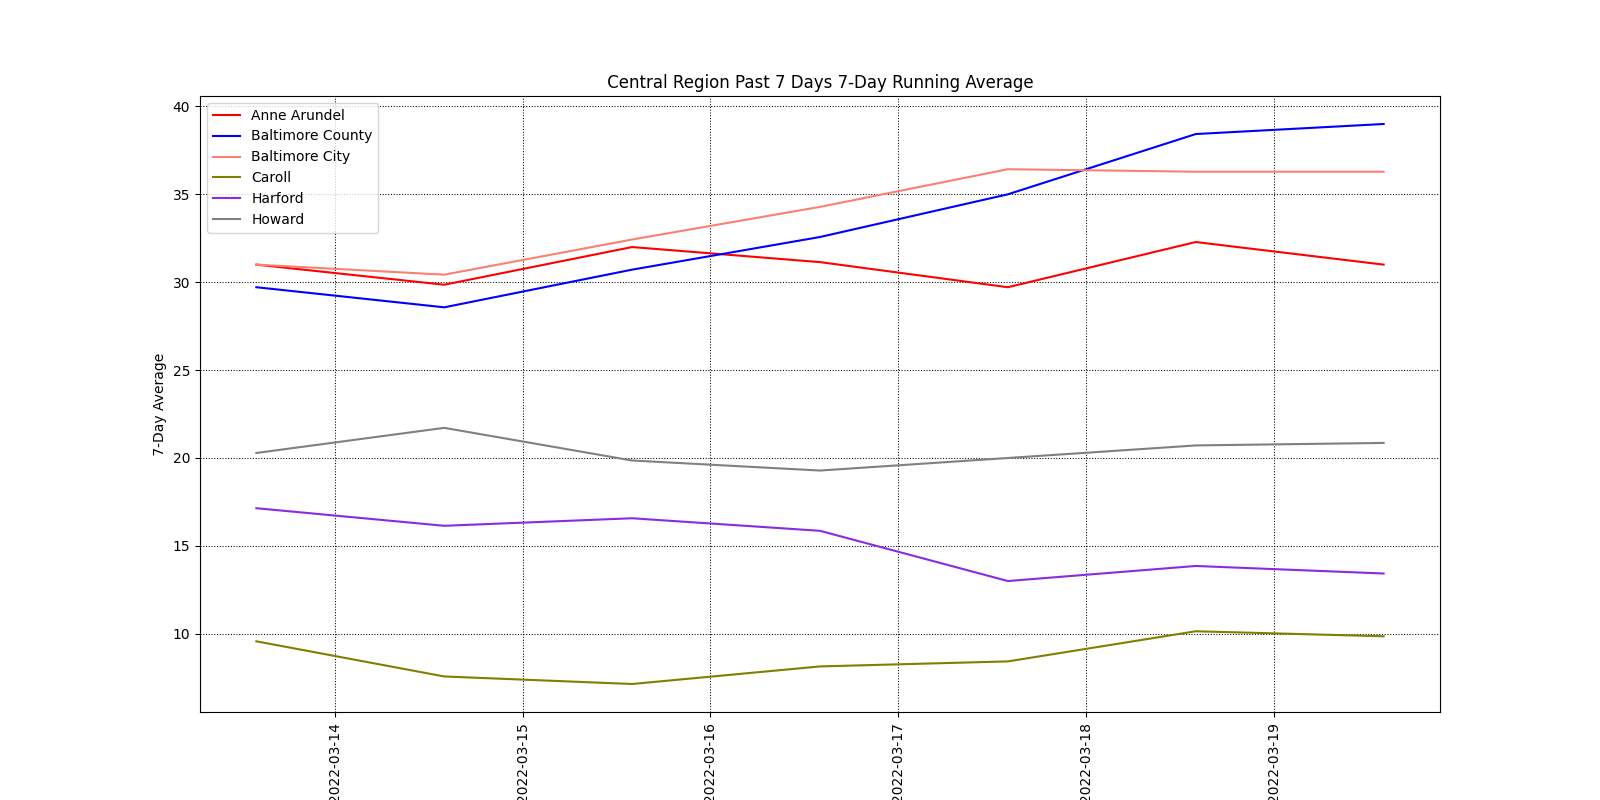 Central Region Past 7 Days 7-Day Running Average
40
35
30
25
20
15
10
7-Day Average
Anne Arundel
Baltimore County
Baltimore City
Caroll
Harford
Howard
2022-03-14
2022-03-15
2022-03-16
2022-03-17
2022-03-18
2022-03-19